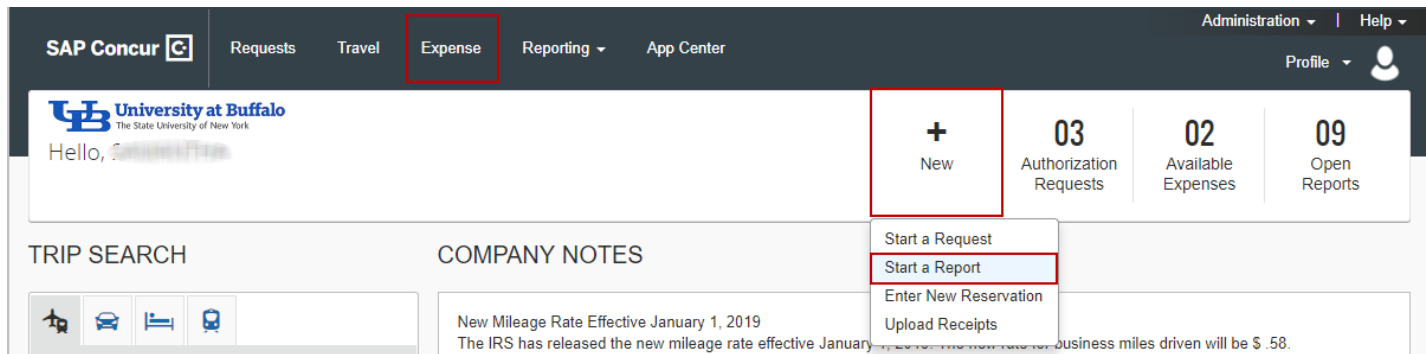 Administration | Help
SAP Concur C Requests Travel Expense Reporting App Center
Profile
University at Buffalo
The State University of New York
Hello,
+ 03 02 09
New Authorization Requests Available Expenses Open Reports
Start a Request
TRIP SEARCH COMPANY NOTES
Start a Report
Enter New Reservation
New Mileage Rate Effective January 1, 2019
Upload Receipts
The IRS has released the new mileage rate effective January business miles driven will be $ .58.